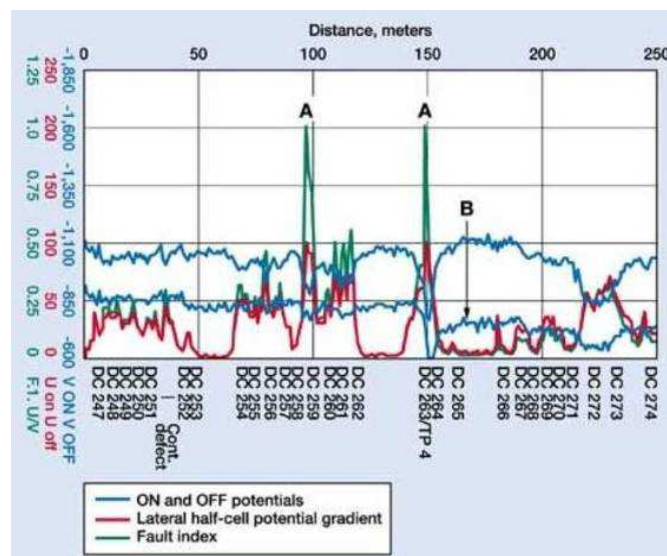 Distance, meters
0 50 100 150 200 250
1.25 250 -1,850
1.0 200 -1,600
0.75 150 -1,350
0.50 100 -1,100
0.25 50 -850
0 0 -600
F.1. U/V
U on U off
V ON V OFF
A A
B
DC 247
DC 248
DC 249
DC 250
DC 251
Cont. defect
DC 252
DC 253
DC 254
DC 255
DC 256
DC 257
DC 258
DC 259
DC 260
DC 261
DC 262
DC 263/TP 4
DC 264
DC 265
DC 266
DC 267
DC 268
DC 269
DC 270
DC 271
DC 272
DC 273
DC 274
ON and OFF potentials
Lateral half-cell potential gradient
Fault index